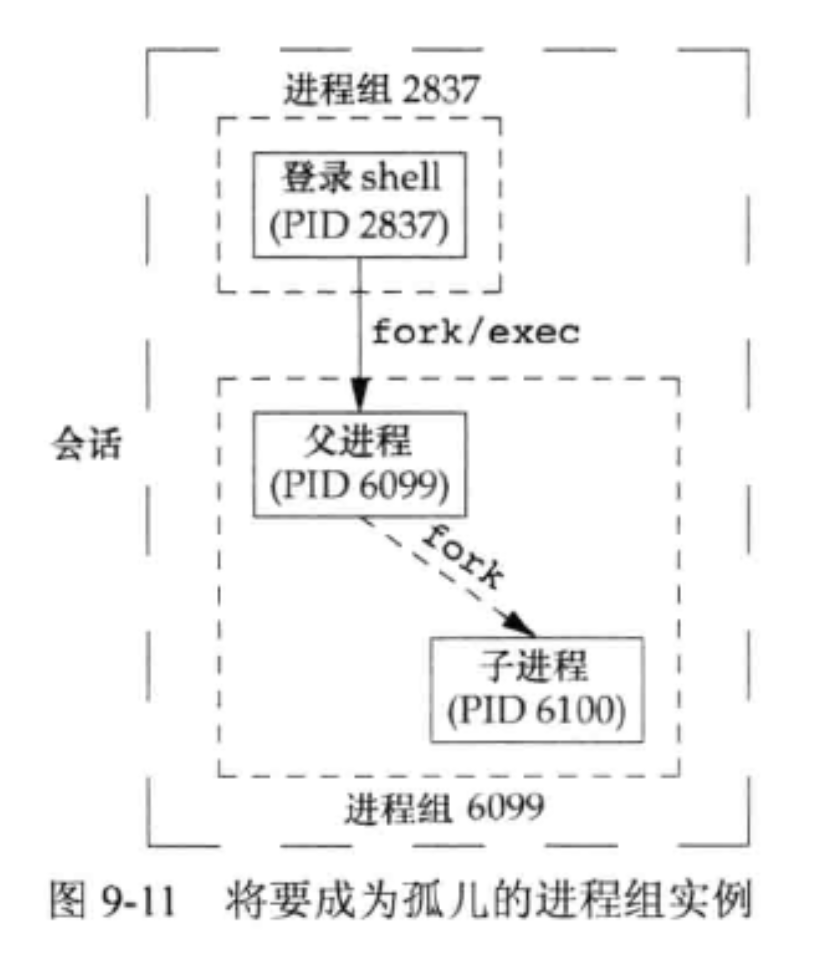 进程组 2837
登录 shell
(PID 2837)
fork/exec
会话
父进程
(PID 6099)
fork
子进程
(PID 6100)
进程组 6099
图 9-11 将要成为孤儿的进程组实例